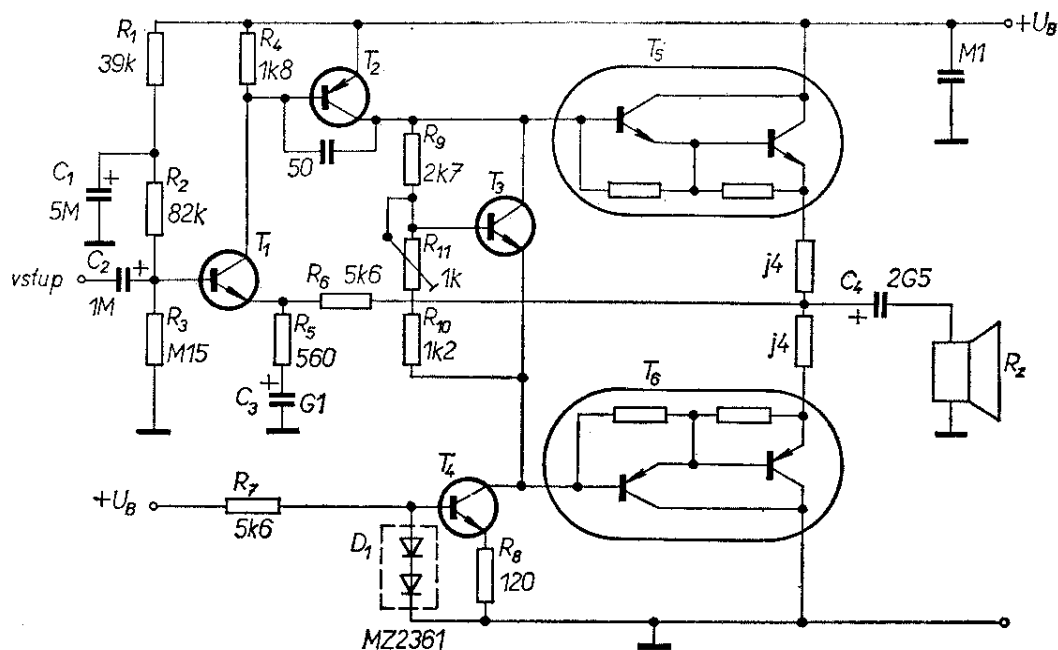 R1
39k
R4
1k8
T2
T5
+UB
M1
50
R9
2k7
C1
+
5M
R2
82k
T3
T1
vstup
C2
+
1M
R6
5k6
R11
1k
j4
C4
2G5
+
R3
M15
R5
560
R10
1k2
j4
Rz
T6
C3
+
G1
T4
+UB
R7
5k6
D1
R8
120
MZ2361